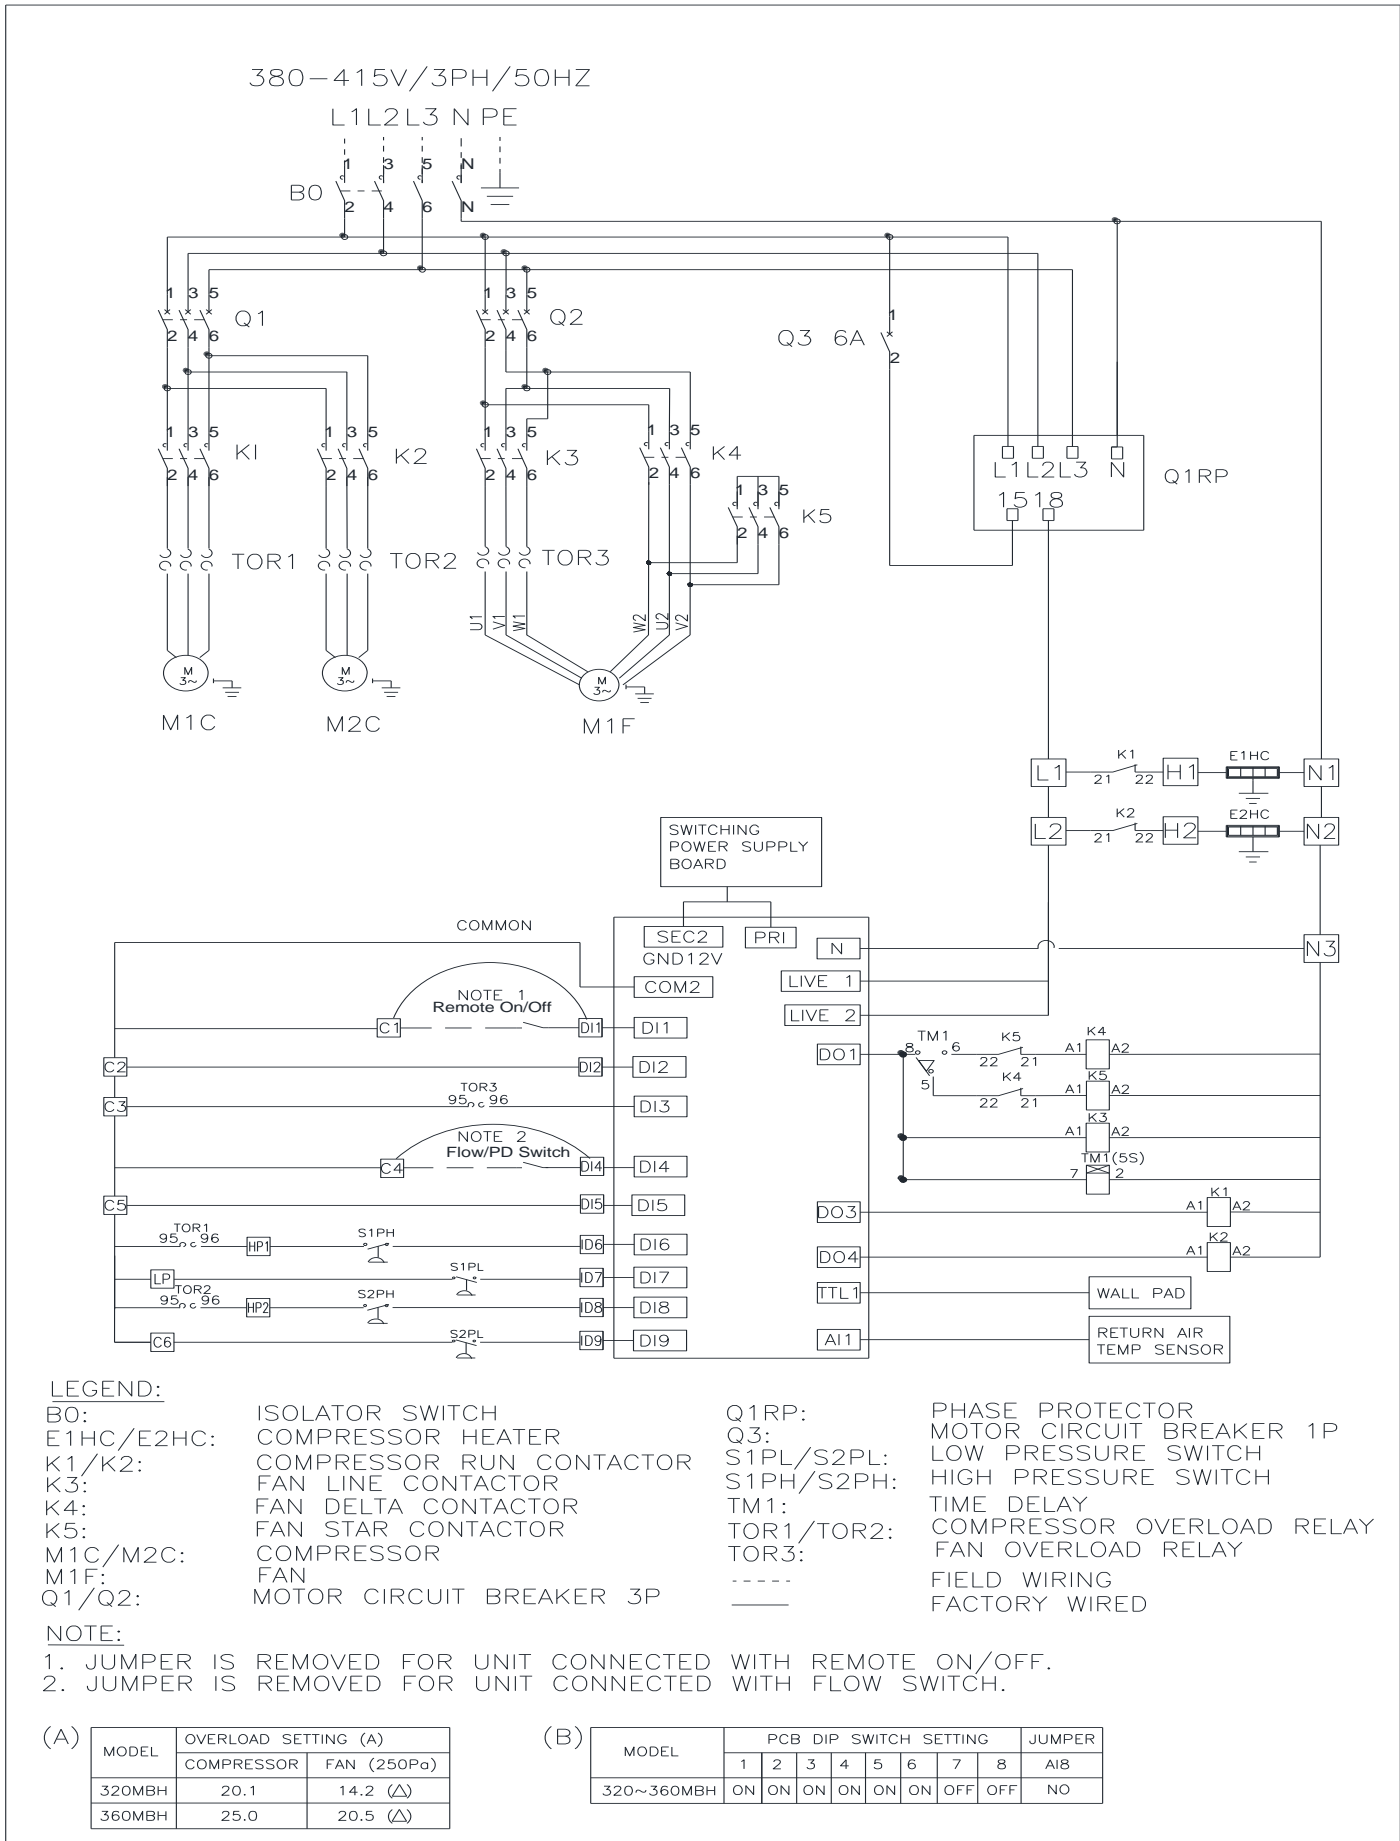 380-415V/3PH/50HZ
L1 L2 L3 N PE
1 3 5 N
B0
2 4 6 N
1 3 5
Q1
2 4 6
1 3 5
Q2
2 4 6
1
Q3 6A
2
1 3 5
K1
2 4 6
1 3 5
K2
2 4 6
1 3 5
K3
2 4 6
1 3 5
K4
2 4 6
1 3 5
K5
2 4 6
L1 L2 L3 N
Q1RP
15 18
TOR1
TOR2
TOR3
U1 V1 W1
W2 U2 V2
M
3~
M1C
M
3~
M2C
M
3~
M1F
L1
K1
21 22
H1
E1HC
N1
L2
K2
21 22
H2
E2HC
N2
SWITCHING
POWER SUPPLY
BOARD
COMMON
SEC2
PRI
GND12V
N
N3
COM2
LIVE 1
LIVE 2
NOTE 1
Remote On/Off
C1
DI1
DI1
C2
DI2
DI2
TOR3
95 96
C3
DI3
NOTE 2
Flow/PD Switch
C4
DI4
DI4
C5
DI5
DI5
TOR1
95 96
HP1
S1PH
ID6
DI6
LP
S1PL
ID7
DI7
TOR2
95 96
HP2
S2PH
ID8
DI8
C6
S2PL
ID9
DI9
DO1
TM1
8 6
5
K5
22 21
K4
A1 A2
K4
22 21
K5
A1 A2
K3
A1 A2
TM1(5S)
7 2
DO3
K1
A1 A2
DO4
K2
A1 A2
TTL1
WALL PAD
AI1
RETURN AIR
TEMP SENSOR
LEGEND:
B0: ISOLATOR SWITCH
E1HC/E2HC: COMPRESSOR HEATER
K1/K2: COMPRESSOR RUN CONTACTOR
K3: FAN LINE CONTACTOR
K4: FAN DELTA CONTACTOR
K5: FAN STAR CONTACTOR
M1C/M2C: COMPRESSOR
M1F: FAN
Q1/Q2: MOTOR CIRCUIT BREAKER 3P
Q1RP: PHASE PROTECTOR
Q3: MOTOR CIRCUIT BREAKER 1P
S1PL/S2PL: LOW PRESSURE SWITCH
S1PH/S2PH: HIGH PRESSURE SWITCH
TM1: TIME DELAY
TOR1/TOR2: COMPRESSOR OVERLOAD RELAY
TOR3: FAN OVERLOAD RELAY
FIELD WIRING
FACTORY WIRED
NOTE:
1. JUMPER IS REMOVED FOR UNIT CONNECTED WITH REMOTE ON/OFF.
2. JUMPER IS REMOVED FOR UNIT CONNECTED WITH FLOW SWITCH.
(A)
MODEL OVERLOAD SETTING (A)
COMPRESSOR FAN (250Pa)
320MBH 20.1 14.2 (△)
360MBH 25.0 20.5 (△)
(B)
MODEL PCB DIP SWITCH SETTING JUMPER
1 2 3 4 5 6 7 8 AI8
320~360MBH ON ON ON ON ON ON OFF OFF NO